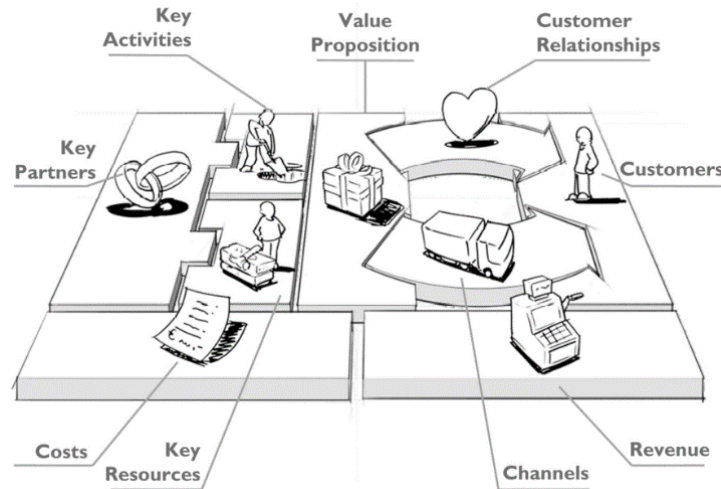 Key
Activities
Value
Proposition
Customer
Relationships
Key
Partners
Customers
Costs
Key
Resources
Channels
Revenue